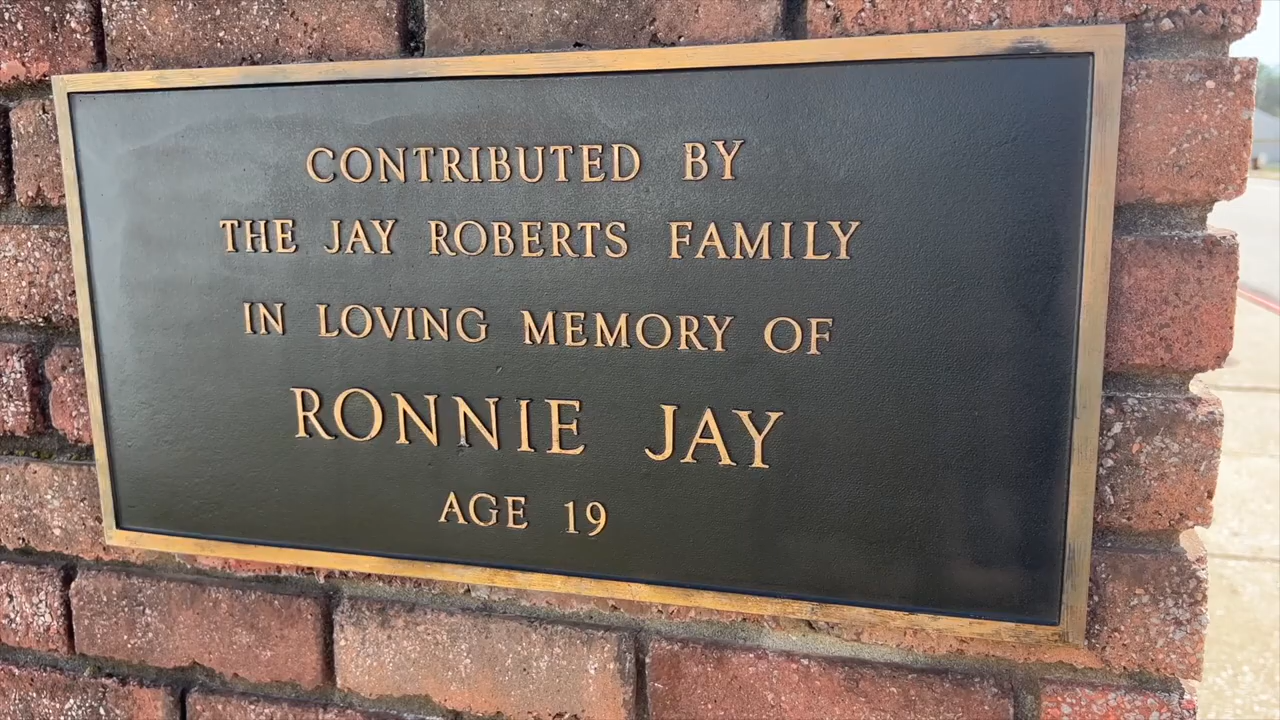 CONTRIBUTED BY
THE JAY ROBERTS FAMILY
IN LOVING MEMORY OF
RONNIE JAY
AGE 19